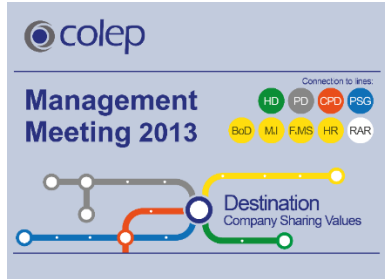 colep
Connection to lines:
Management
Meeting 2013
HD PD CPD PSG
BoD M.I F.MS HR RAR
Destination
Company Sharing Values